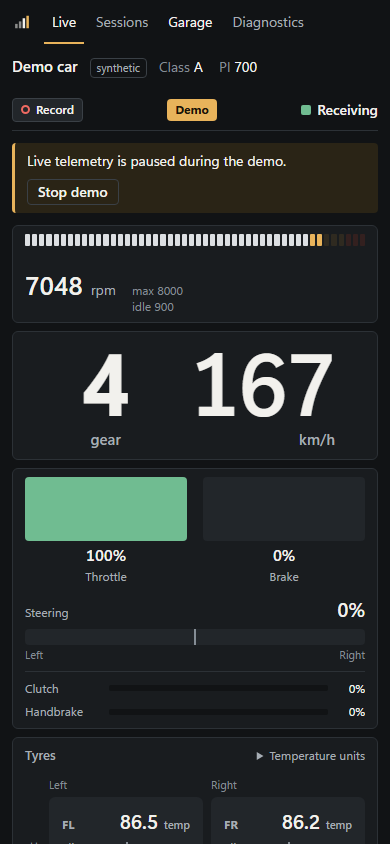 Live Sessions Garage Diagnostics
Demo car synthetic Class A PI 700
Record Demo Receiving
Live telemetry is paused during the demo.
Stop demo
7048 rpm max 8000
idle 900
4 167
gear km/h
100% 0%
Throttle Brake
Steering 0%
Left Right
Clutch 0%
Handbrake 0%
Tyres Temperature units
Left Right
FL 86.5 temp FR 86.2 temp